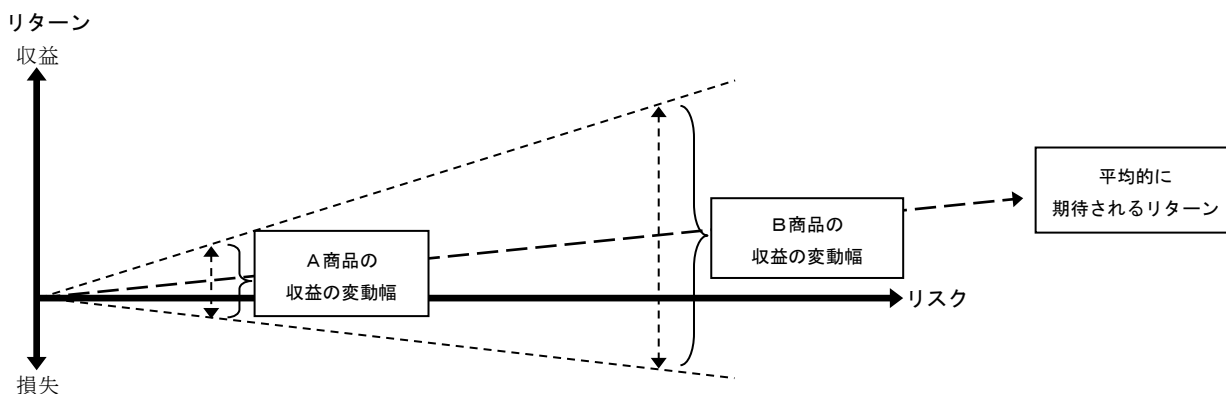 リターン
収益
A商品の
収益の変動幅
B商品の
収益の変動幅
平均的に
期待されるリターン
リスク
損失